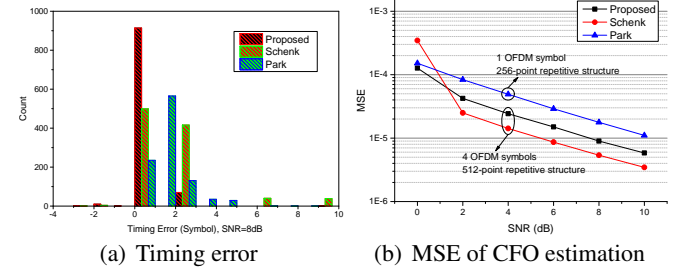 1000
800
600
400
200
0
Count
-4
-2
0
2
4
6
8
10
Timing Error (Symbol), SNR=8dB
Proposed
Schenk
Park
(a) Timing error
1E-3
1E-4
1E-5
1E-6
MSE
0
2
4
6
8
10
SNR (dB)
Proposed
Schenk
Park
1 OFDM symbol
256-point repetitive structure
4 OFDM symbols
512-point repetitive structure
(b) MSE of CFO estimation